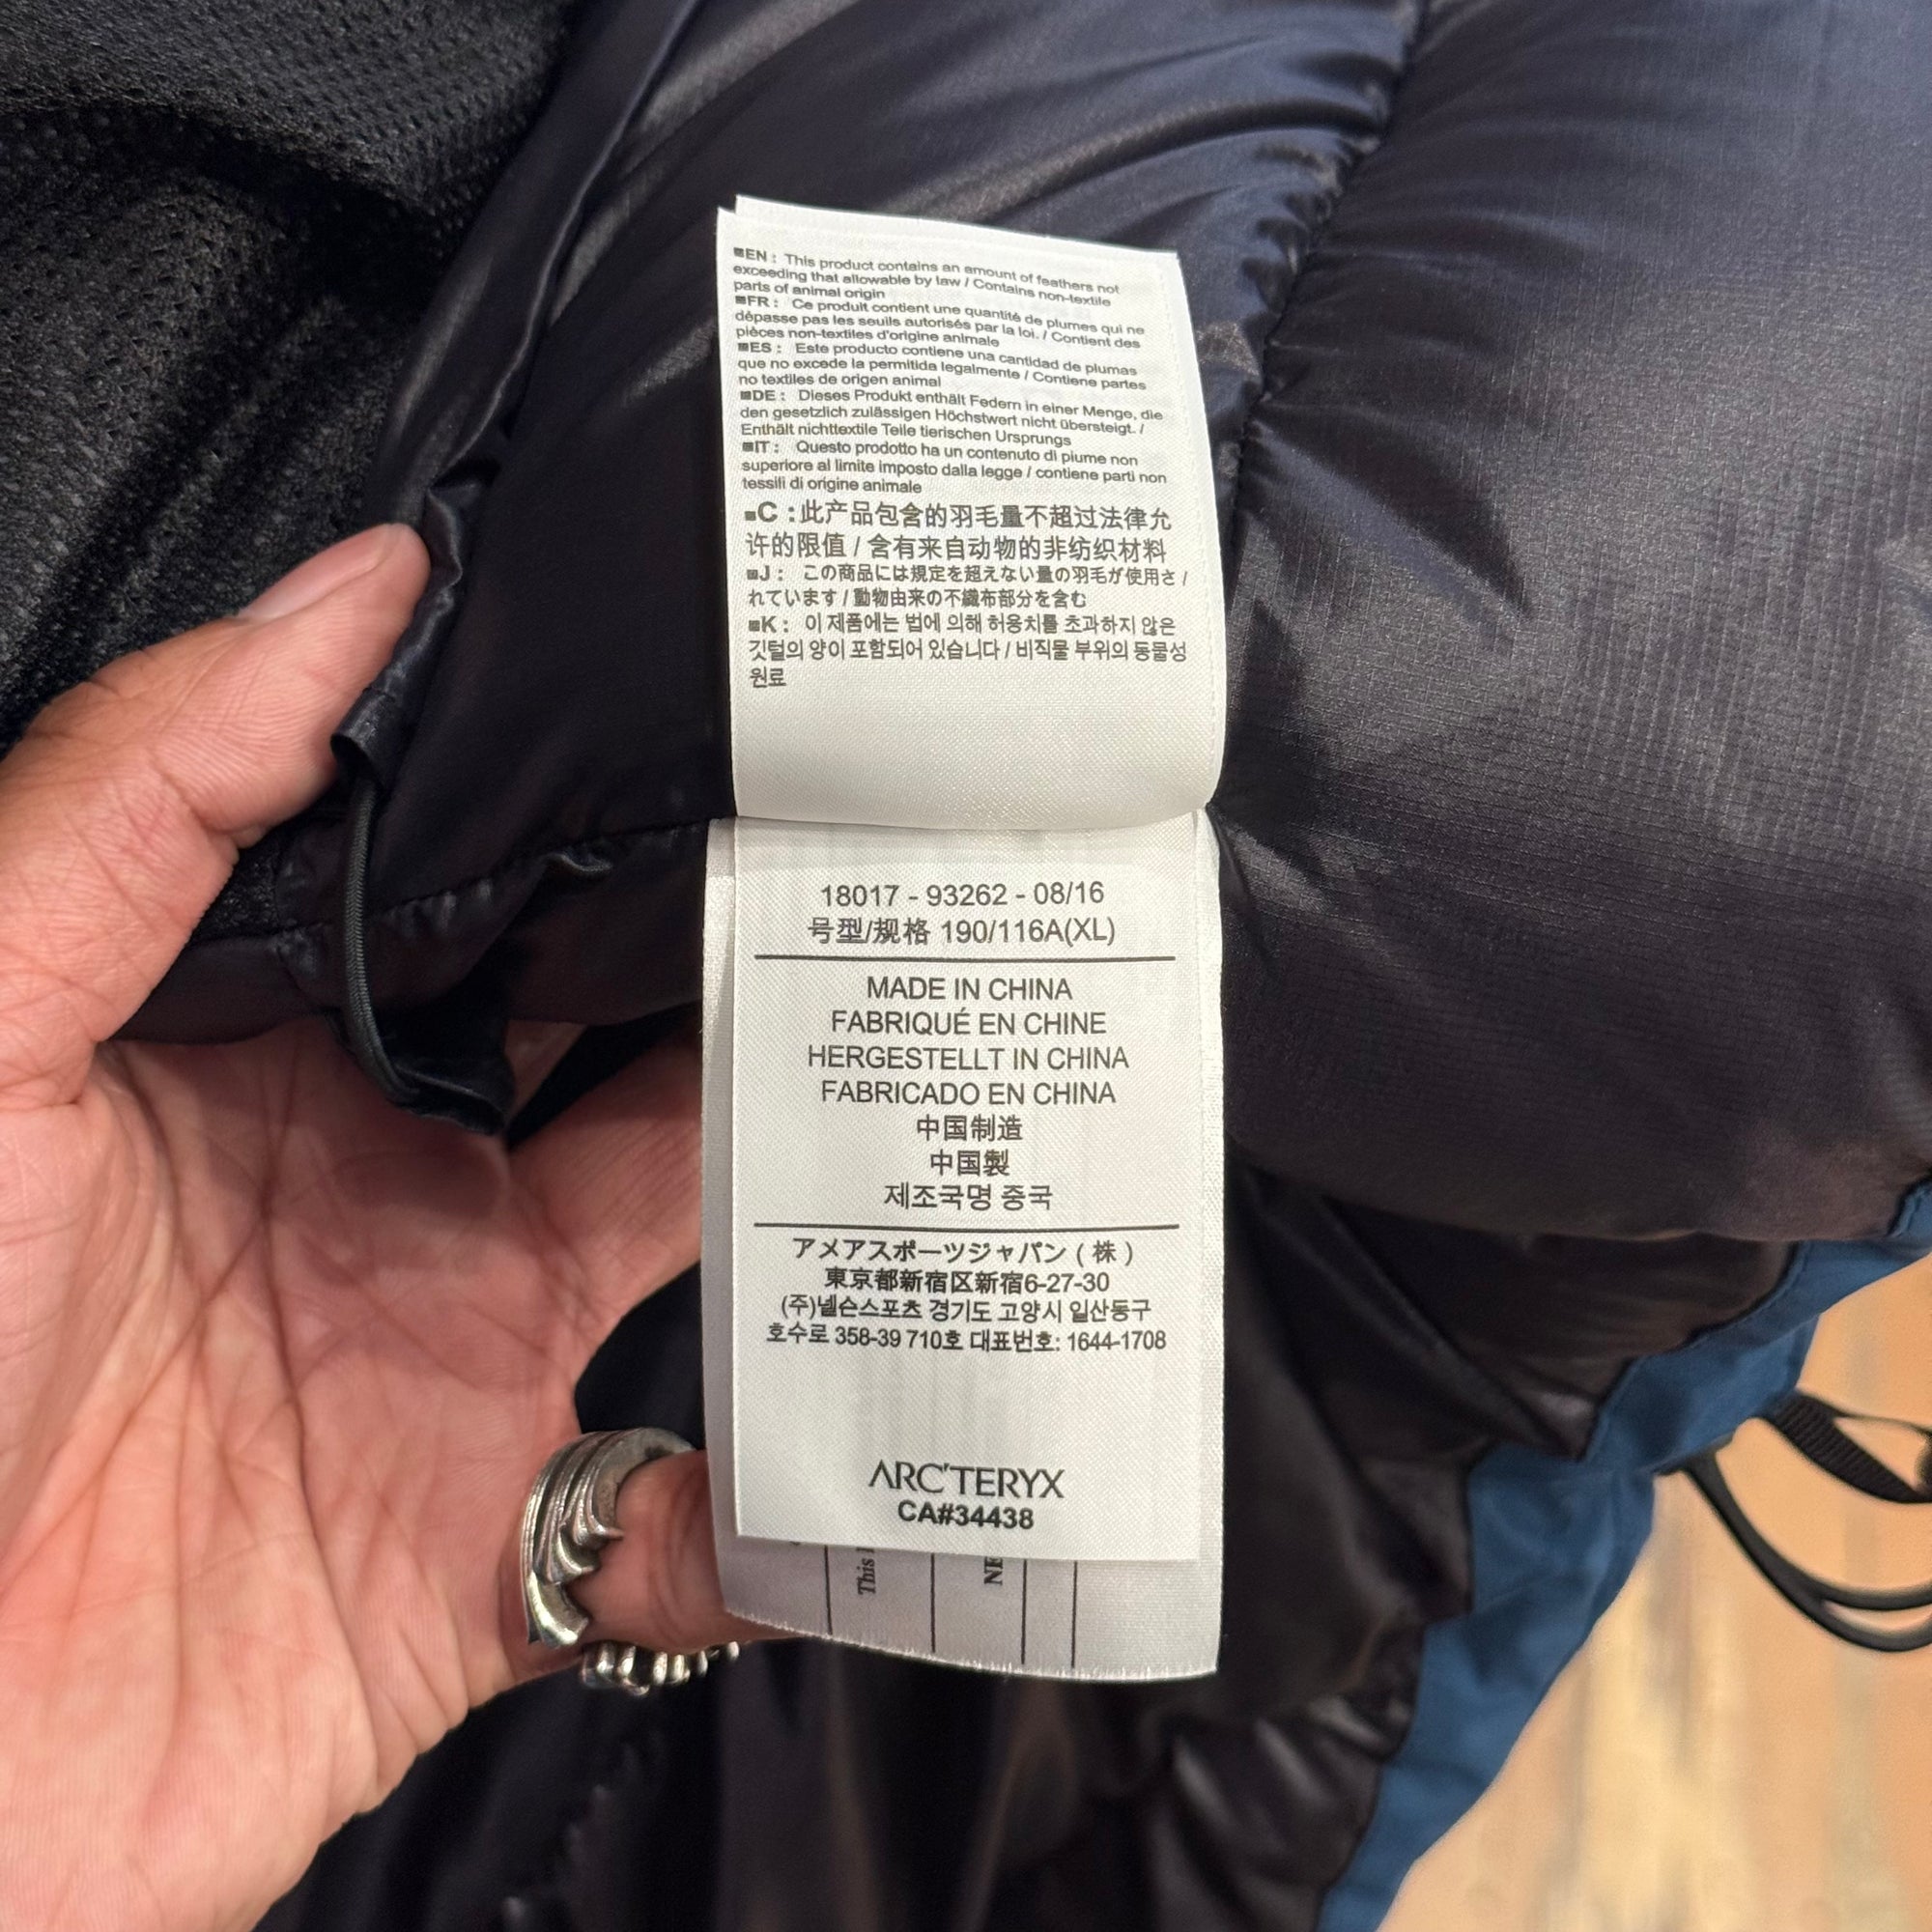 ■EN : This product contains an amount of feathers not
exceeding that allowable by law / Contains non-textile
parts of animal origin
■FR : Ce produit contient une quantité de plumes qui ne
dépasse pas les seuils autorisés par la loi. / Contient des
pièces non-textiles d'origine animale
■ES : Este producto contiene una cantidad de plumas
que no excede la permitida legalmente / Contiene partes
no textiles de origen animal
■DE : Dieses Produkt enthält Federn in einer Menge, die
den gesetzlich zulässigen Höchstwert nicht übersteigt. /
Enthält nichttextile Teile tierischen Ursprungs
■IT : Questo prodotto ha un contenuto di piume non
superiore al limite imposto dalla legge / contiene parti non
tessili di origine animale
■C : 此产品包含的羽毛量不超过法律允
许的限值 / 含有来自动物的非纺织材料
■J : この商品には規定を超えない量の羽毛が使用さ /
れています / 動物由来の不織布部分を含む
■K : 이 제품에는 법에 의해 허용치를 초과하지 않은
깃털의 양이 포함되어 있습니다 / 비직물 부위의 동물성
원료
18017 - 93262 - 08/16
号型/规格 190/116A(XL)
MADE IN CHINA
FABRIQUÉ EN CHINE
HERGESTELLT IN CHINA
FABRICADO EN CHINA
中国制造
中国製
제조국명 중국
アメアスポーツジャパン ( 株 )
東京都新宿区新宿6-27-30
(주)넬슨스포츠 경기도 고양시 일산동구
호수로 358-39 710호 대표번호: 1644-1708
ARC'TERYX
CA#34438
This